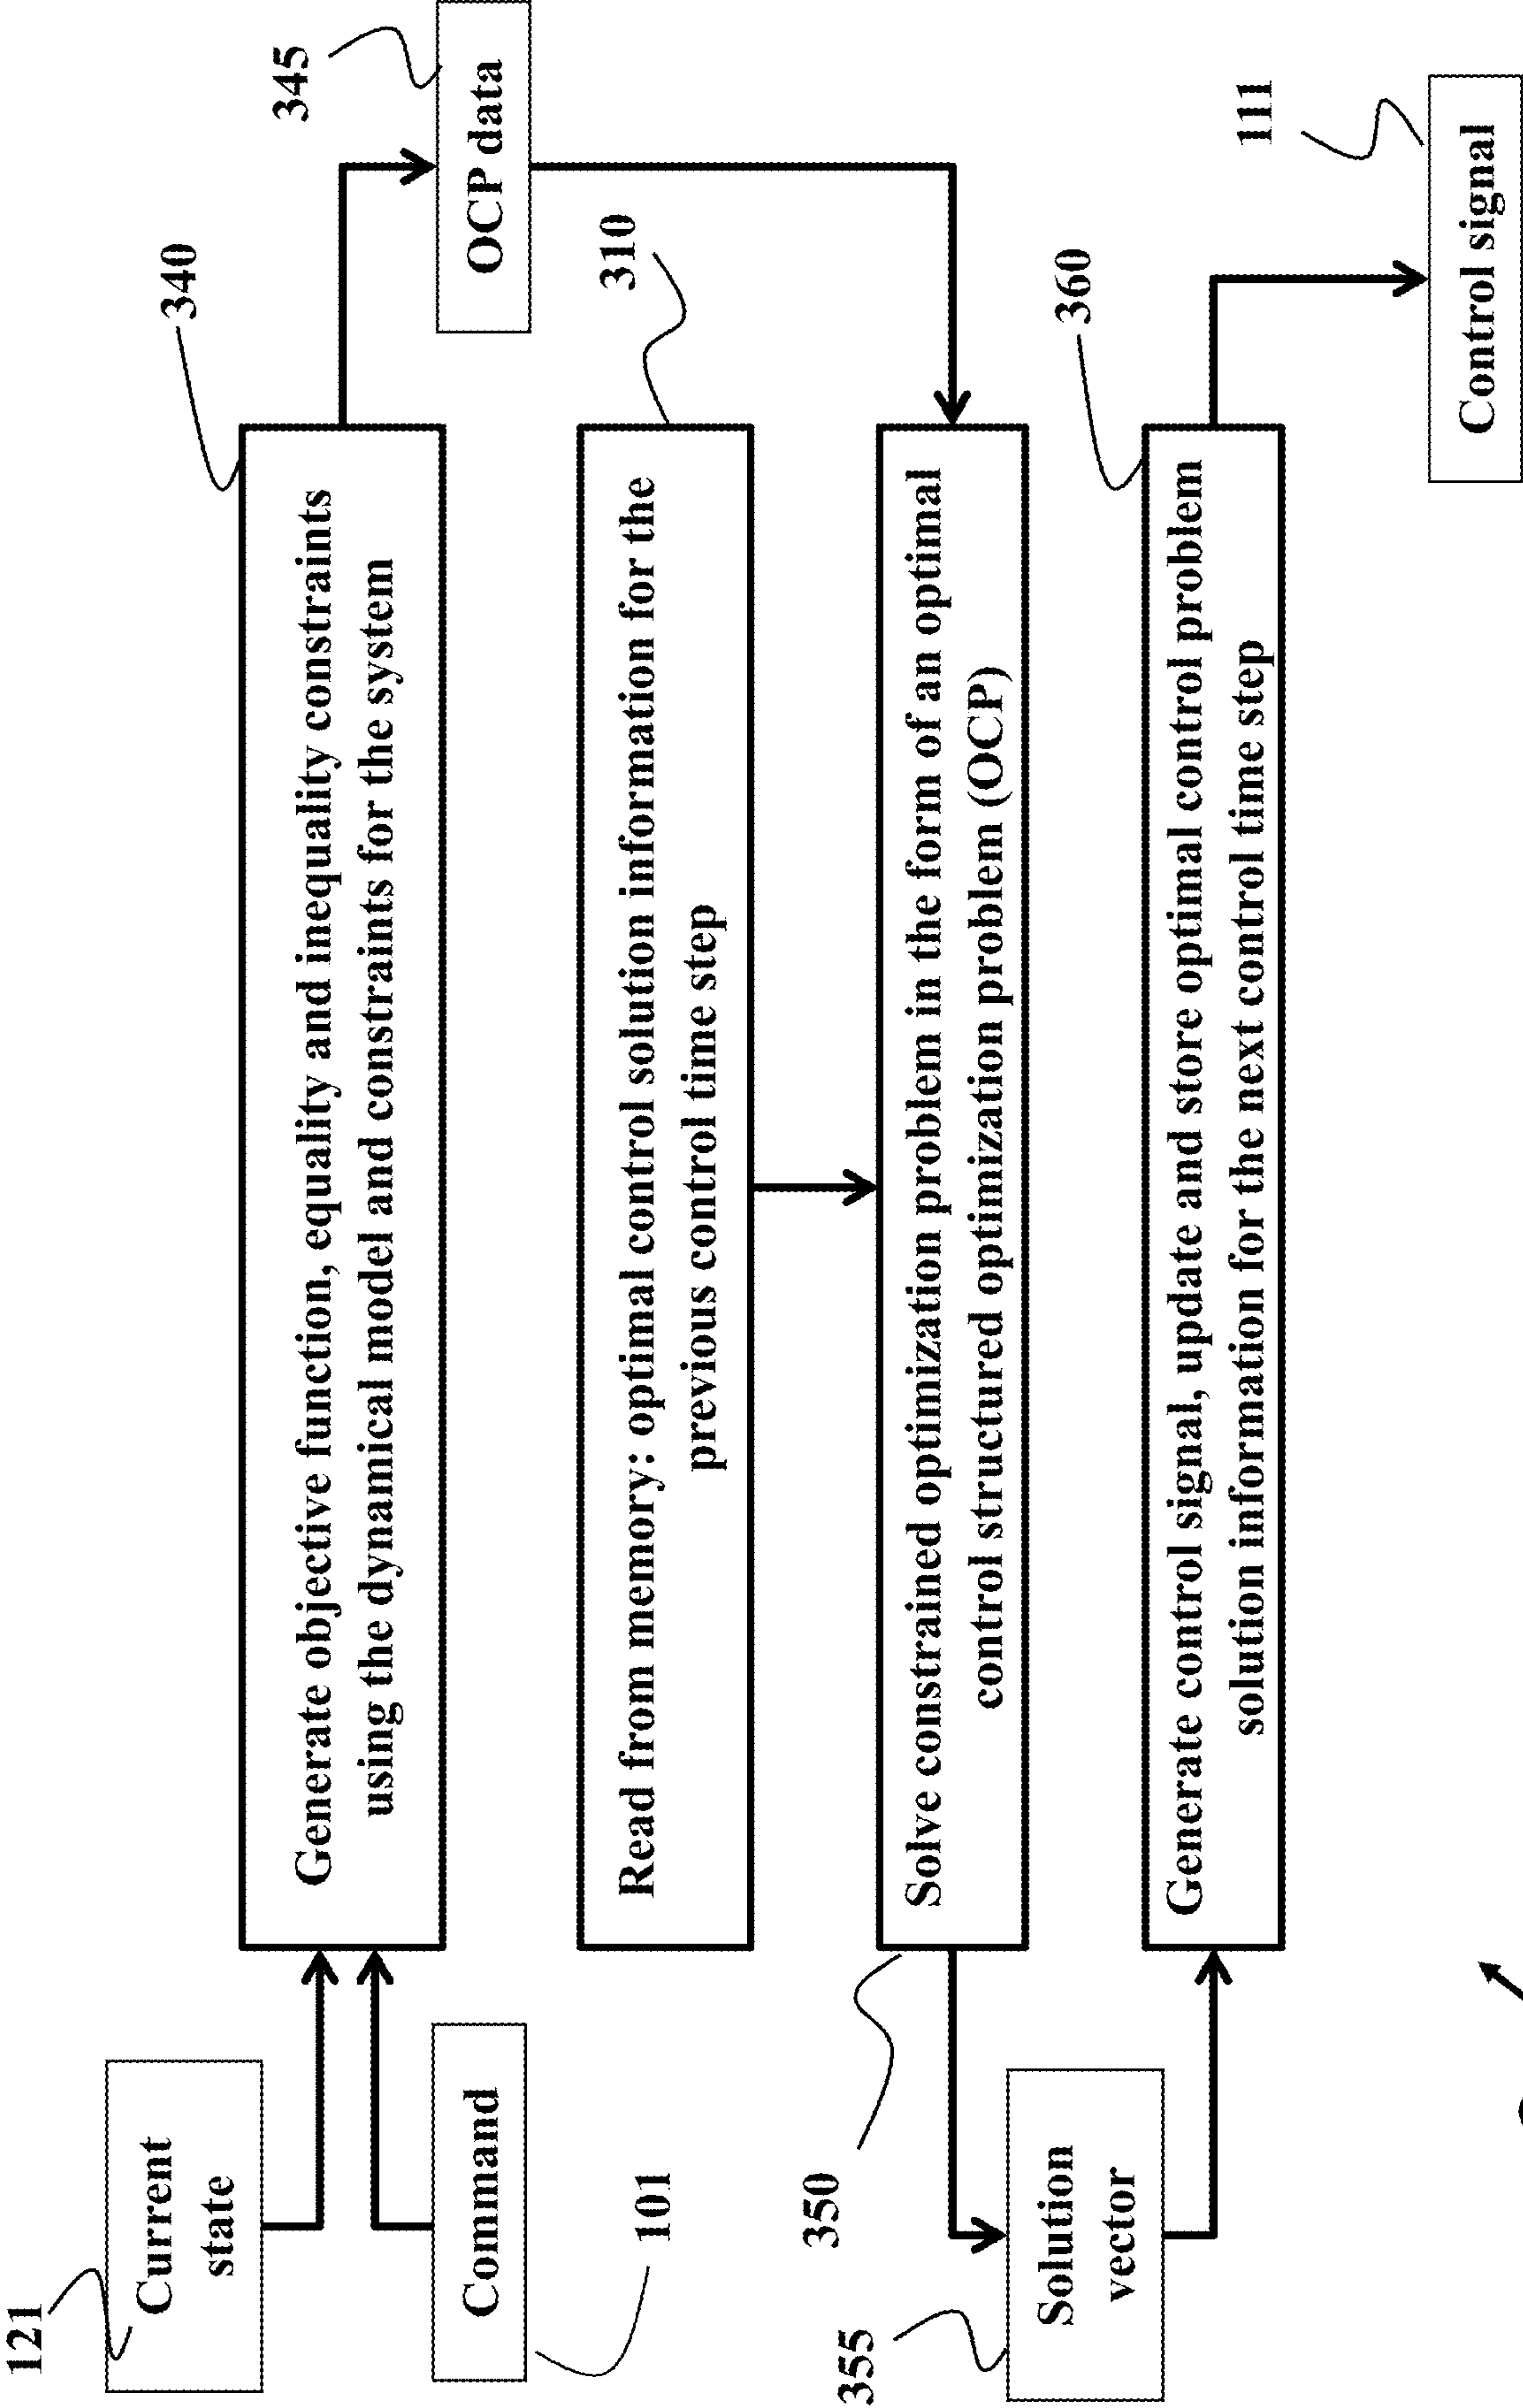 121
Current
state
Command
101
340
Generate objective function, equality and inequality constraints
using the dynamical model and constraints for the system
345
OCP data
310
Read from memory: optimal control solution information for the
previous control time step
350
Solve constrained optimization problem in the form of an optimal
control structured optimization problem (OCP)
355
Solution
vector
360
Generate control signal, update and store optimal control problem
solution information for the next control time step
111
Control signal